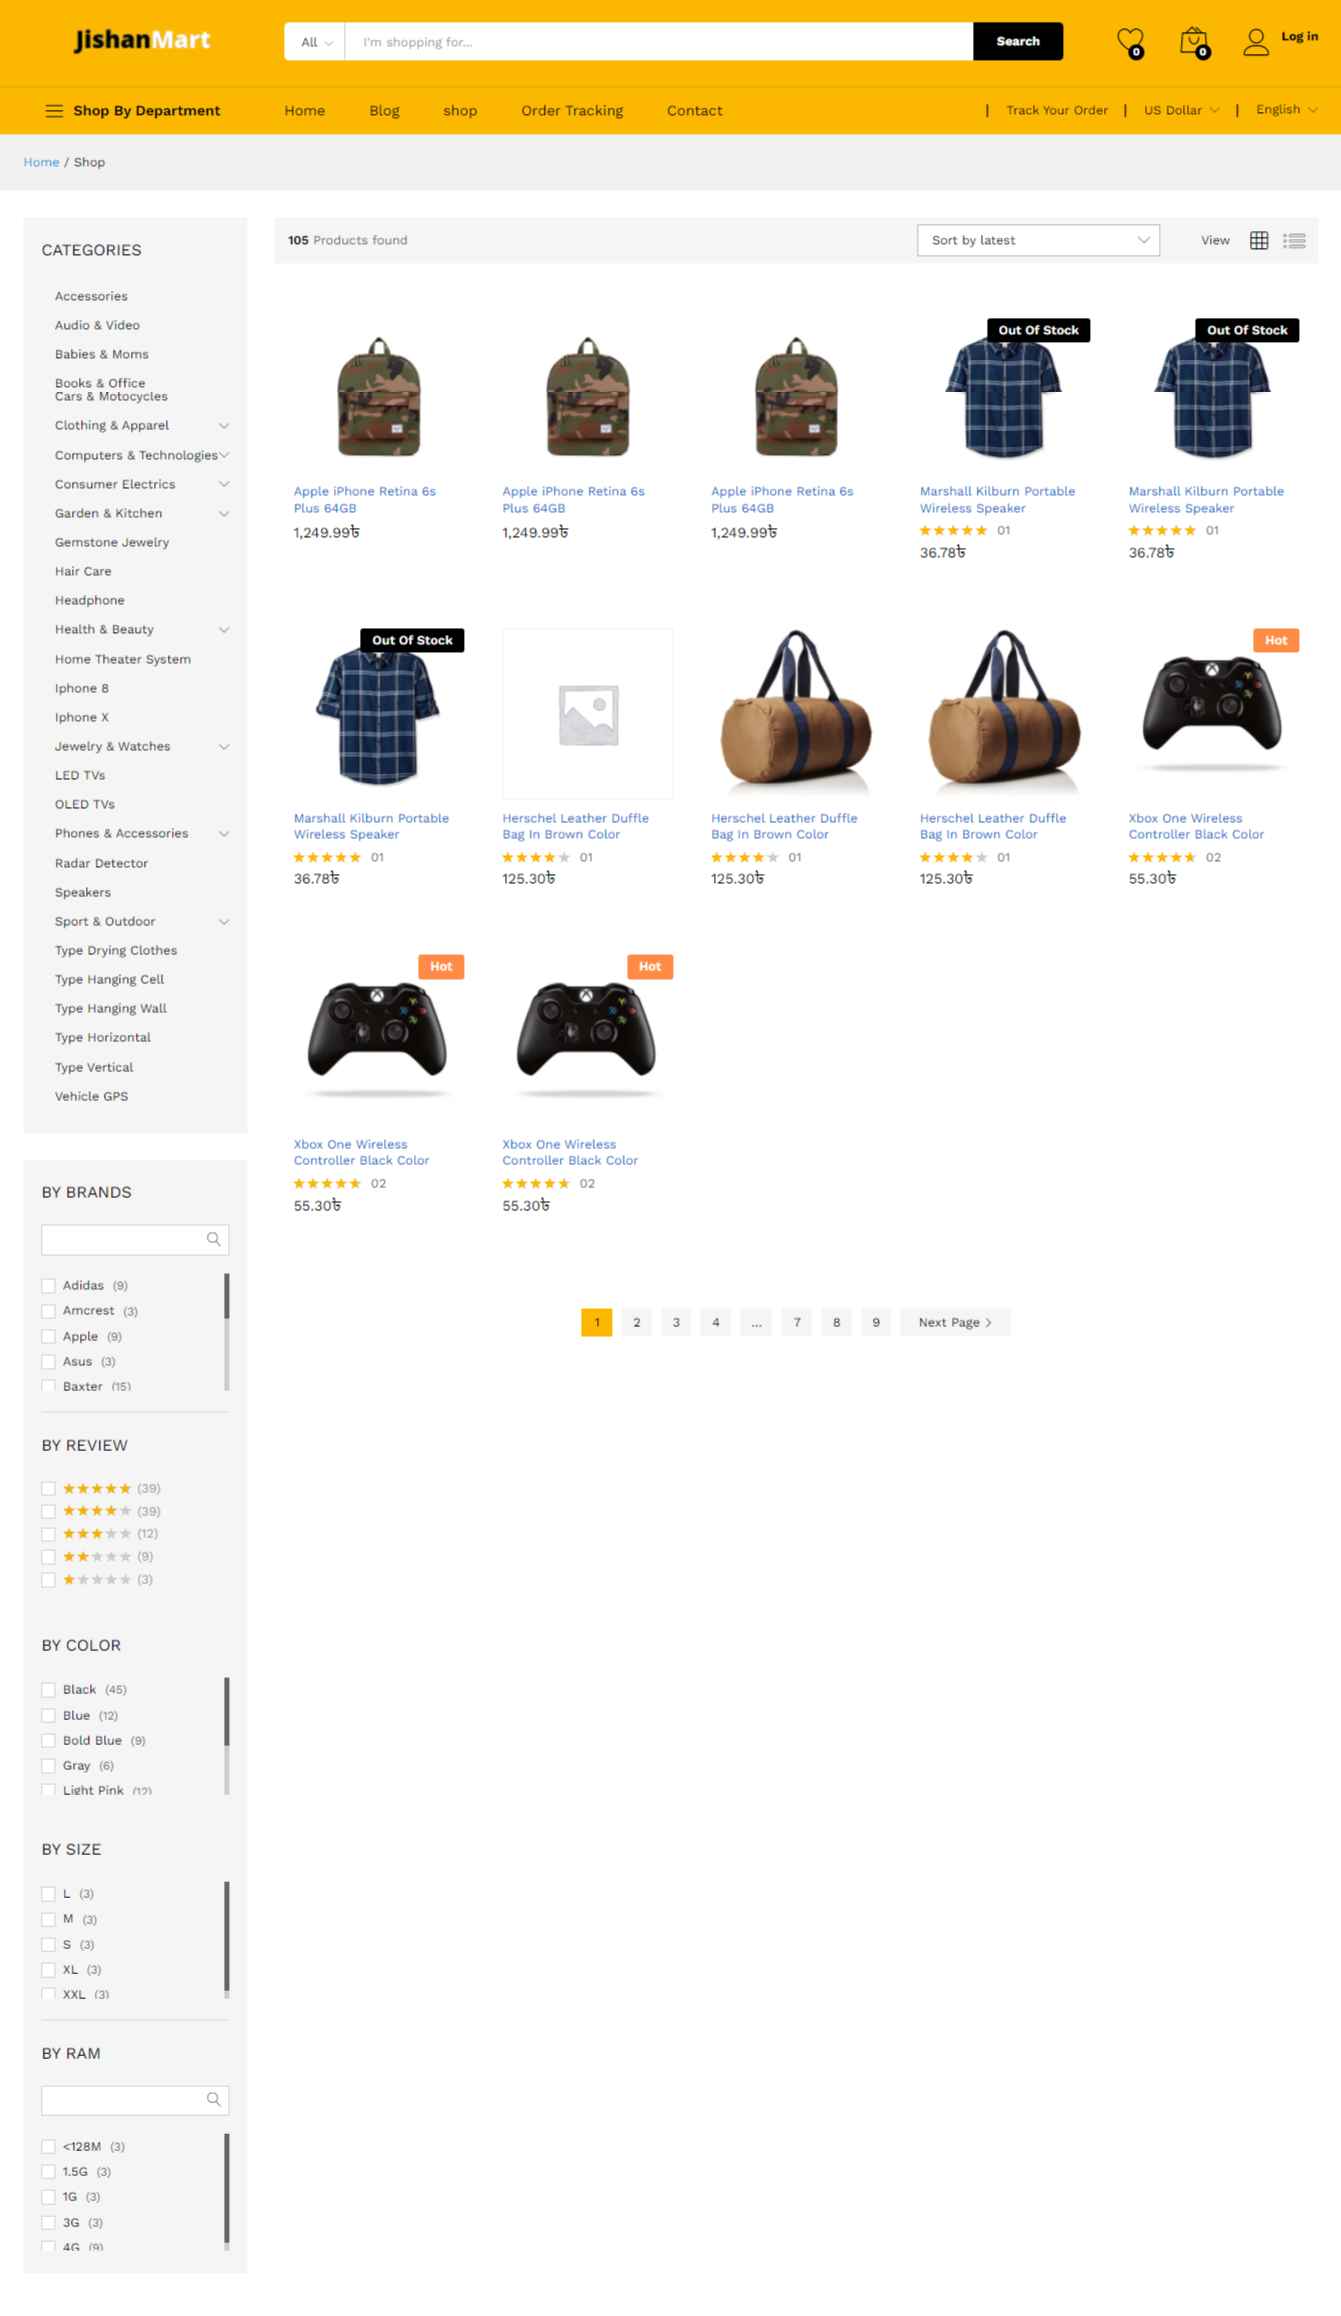 JishanMart
All
I'm shopping for...
Search
0
0
Log in
Shop By Department
Home
Blog
shop
Order Tracking
Contact
| Track Your Order | US Dollar | English
Home / Shop
CATEGORIES
Accessories
Audio & Video
Babies & Moms
Books & Office
Cars & Motocycles
Clothing & Apparel
Computers & Technologies
Consumer Electrics
Garden & Kitchen
Gemstone Jewelry
Hair Care
Headphone
Health & Beauty
Home Theater System
Iphone 8
Iphone X
Jewelry & Watches
LED TVs
OLED TVs
Phones & Accessories
Radar Detector
Speakers
Sport & Outdoor
Type Drying Clothes
Type Hanging Cell
Type Hanging Wall
Type Horizontal
Type Vertical
Vehicle GPS
BY BRANDS
Adidas (9)
Amcrest (3)
Apple (9)
Asus (3)
Baxter (15)
BY REVIEW
(39)
(39)
(12)
(9)
(3)
BY COLOR
Black (45)
Blue (12)
Bold Blue (9)
Gray (6)
Light Pink (12)
BY SIZE
L (3)
M (3)
S (3)
XL (3)
XXL (3)
BY RAM
<128M (3)
1.5G (3)
1G (3)
3G (3)
4G (9)
105 Products found
Sort by latest
View
Apple iPhone Retina 6s
Plus 64GB
1,249.99৳
Apple iPhone Retina 6s
Plus 64GB
1,249.99৳
Apple iPhone Retina 6s
Plus 64GB
1,249.99৳
Out Of Stock
Marshall Kilburn Portable
Wireless Speaker
01
36.78৳
Out Of Stock
Marshall Kilburn Portable
Wireless Speaker
01
36.78৳
Out Of Stock
Marshall Kilburn Portable
Wireless Speaker
01
36.78৳
Herschel Leather Duffle
Bag In Brown Color
01
125.30৳
Herschel Leather Duffle
Bag In Brown Color
01
125.30৳
Herschel Leather Duffle
Bag In Brown Color
01
125.30৳
Hot
Xbox One Wireless
Controller Black Color
02
55.30৳
Hot
Xbox One Wireless
Controller Black Color
02
55.30৳
Hot
Xbox One Wireless
Controller Black Color
02
55.30৳
1
2
3
4
...
7
8
9
Next Page